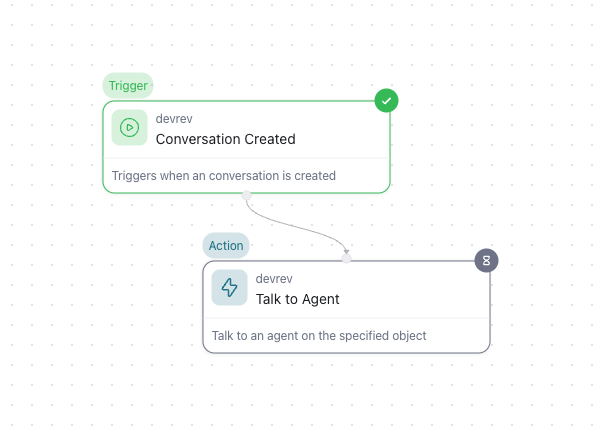 Trigger
devrev
Conversation Created
Triggers when an conversation is created
Action
devrev
Talk to Agent
Talk to an agent on the specified object